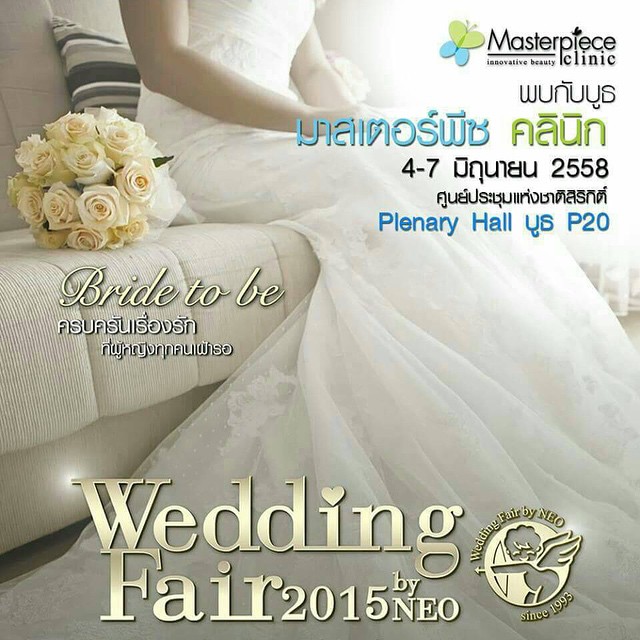 Masterpiece
innovative beauty clinic
พบกับบูธ
มาสเตอร์พีซ คลินิก
4-7 มิถุนายน 2558
ศูนย์ประชุมแห่งชาติสิริกิติ์
Plenary Hall บูธ P20
Bride to be
ครบครันเรื่องรัก
ที่ผู้หญิงทุกคนเฝ้ารอ
Wedding
Fair 2015 by NEO
Wedding Fair by NEO
since 1993